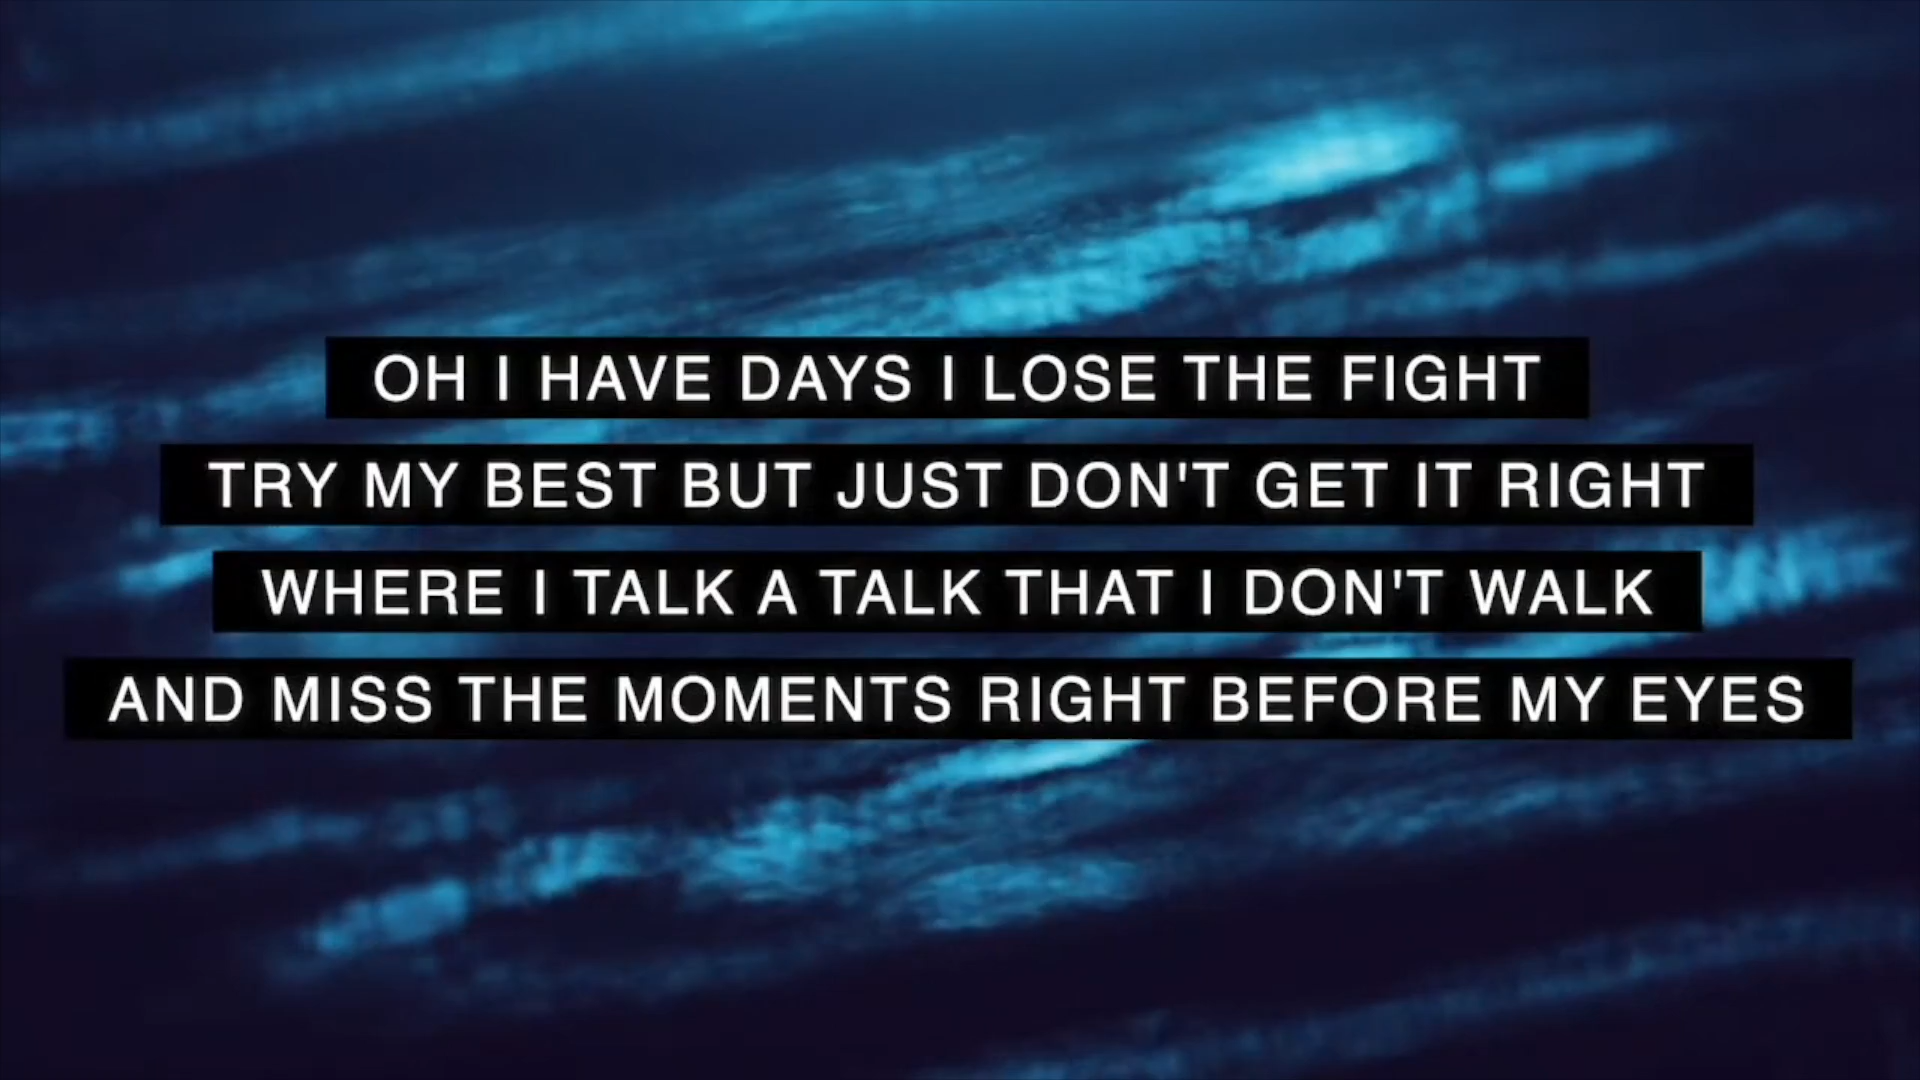 OH I HAVE DAYS I LOSE THE FIGHT
TRY MY BEST BUT JUST DON'T GET IT RIGHT
WHERE I TALK A TALK THAT I DON'T WALK
AND MISS THE MOMENTS RIGHT BEFORE MY EYES